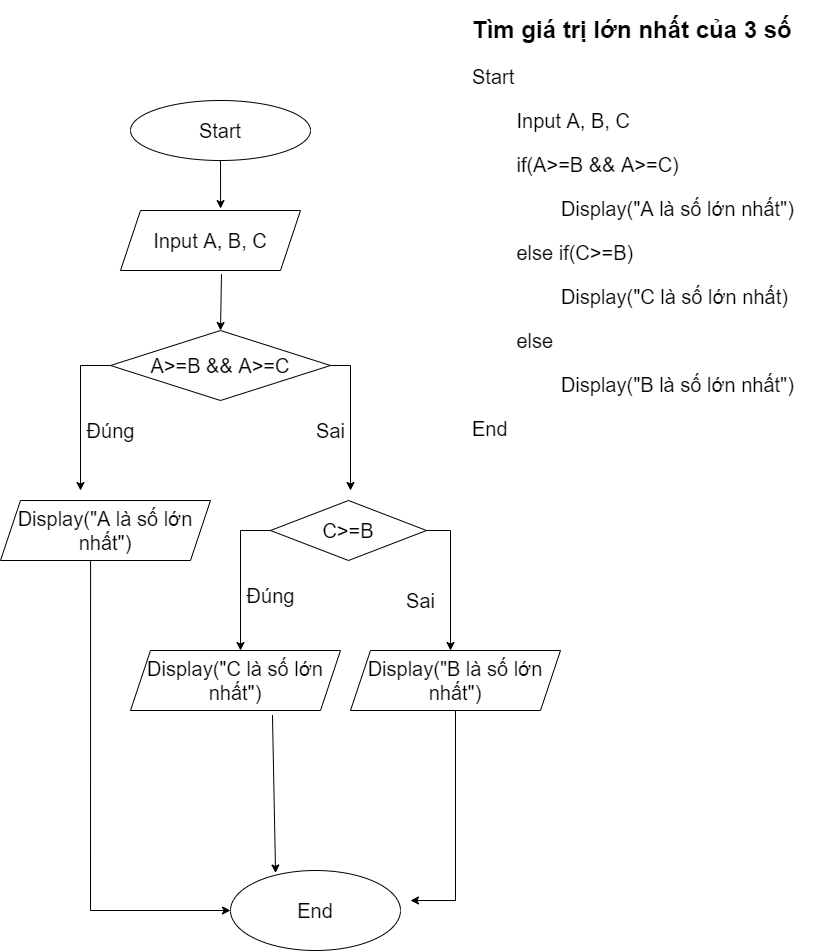 Tìm giá trị lớn nhất của 3 số
Start
Input A, B, C
if(A>=B && A>=C)
Display("A là số lớn nhất")
else if(C>=B)
Display("C là số lớn nhất)
else
Display("B là số lớn nhất")
End
Start
Input A, B, C
A>=B && A>=C
Đúng
Sai
Display("A là số lớn
nhất")
C>=B
Đúng
Sai
Display("C là số lớn
nhất")
Display("B là số lớn
nhất")
End